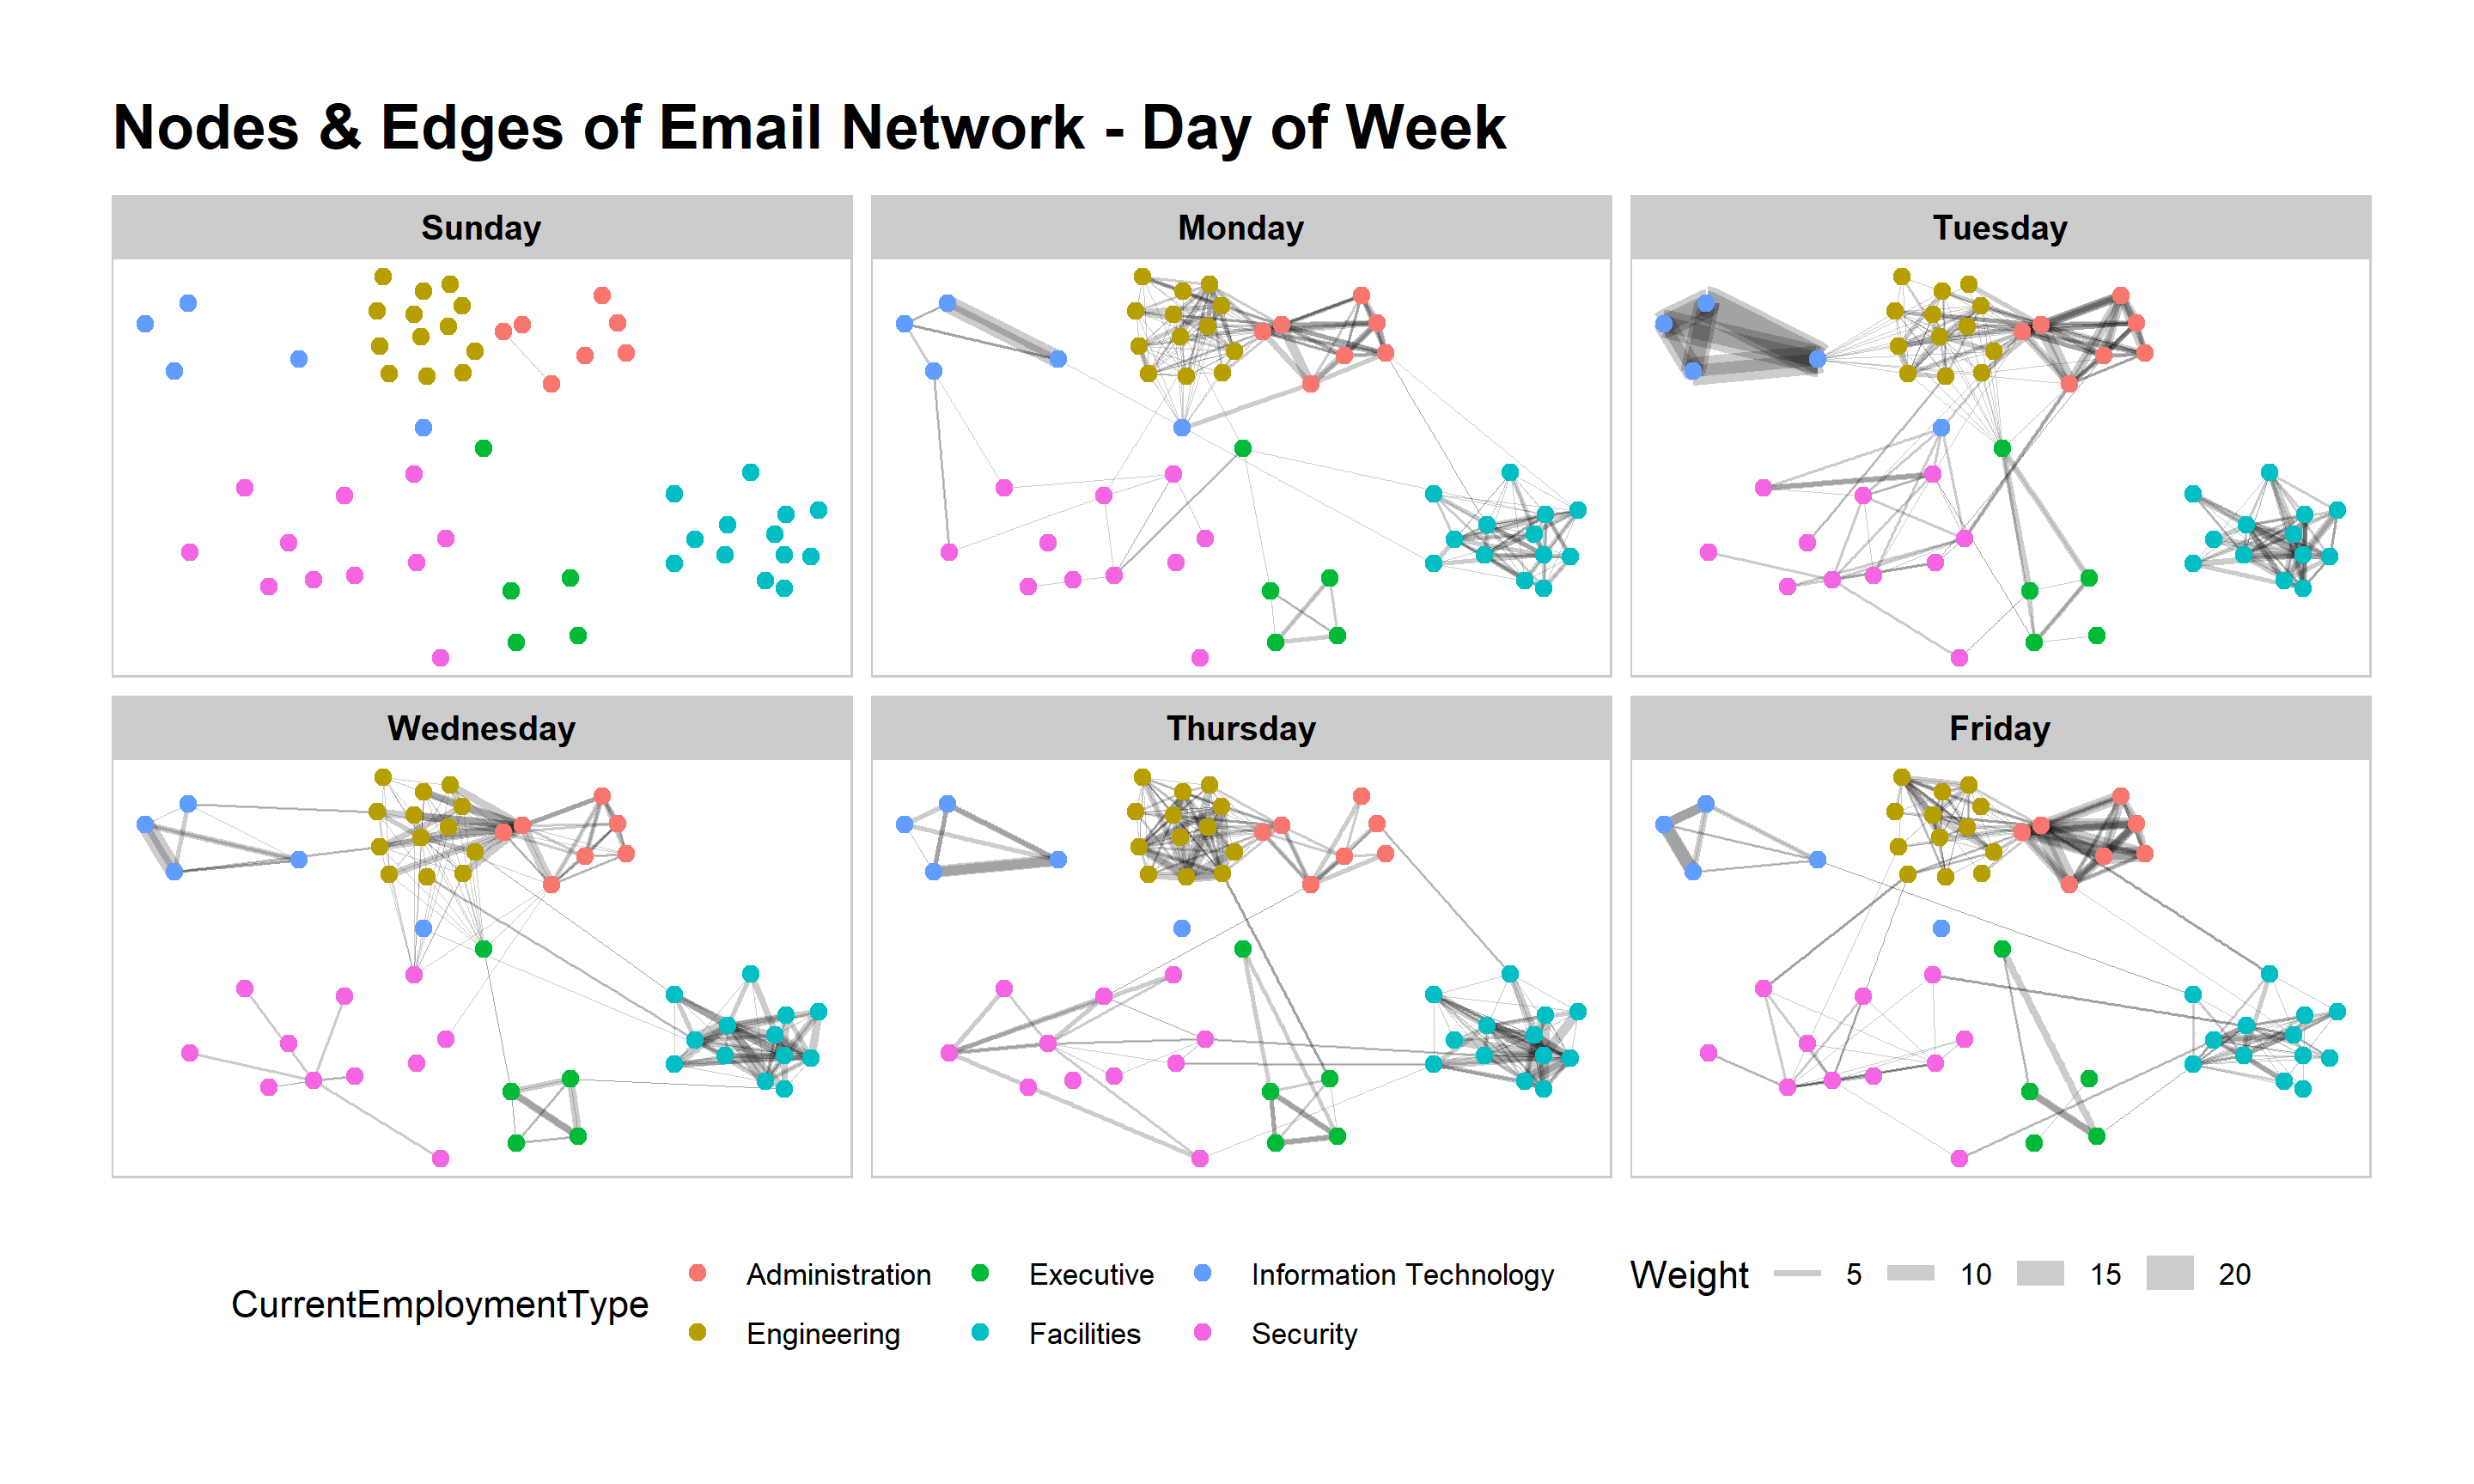 Nodes & Edges of Email Network - Day of Week
Sunday
Monday
Tuesday
Wednesday
Thursday
Friday
CurrentEmploymentType
Administration
Executive
Information Technology
Engineering
Facilities
Security
Weight
5
10
15
20